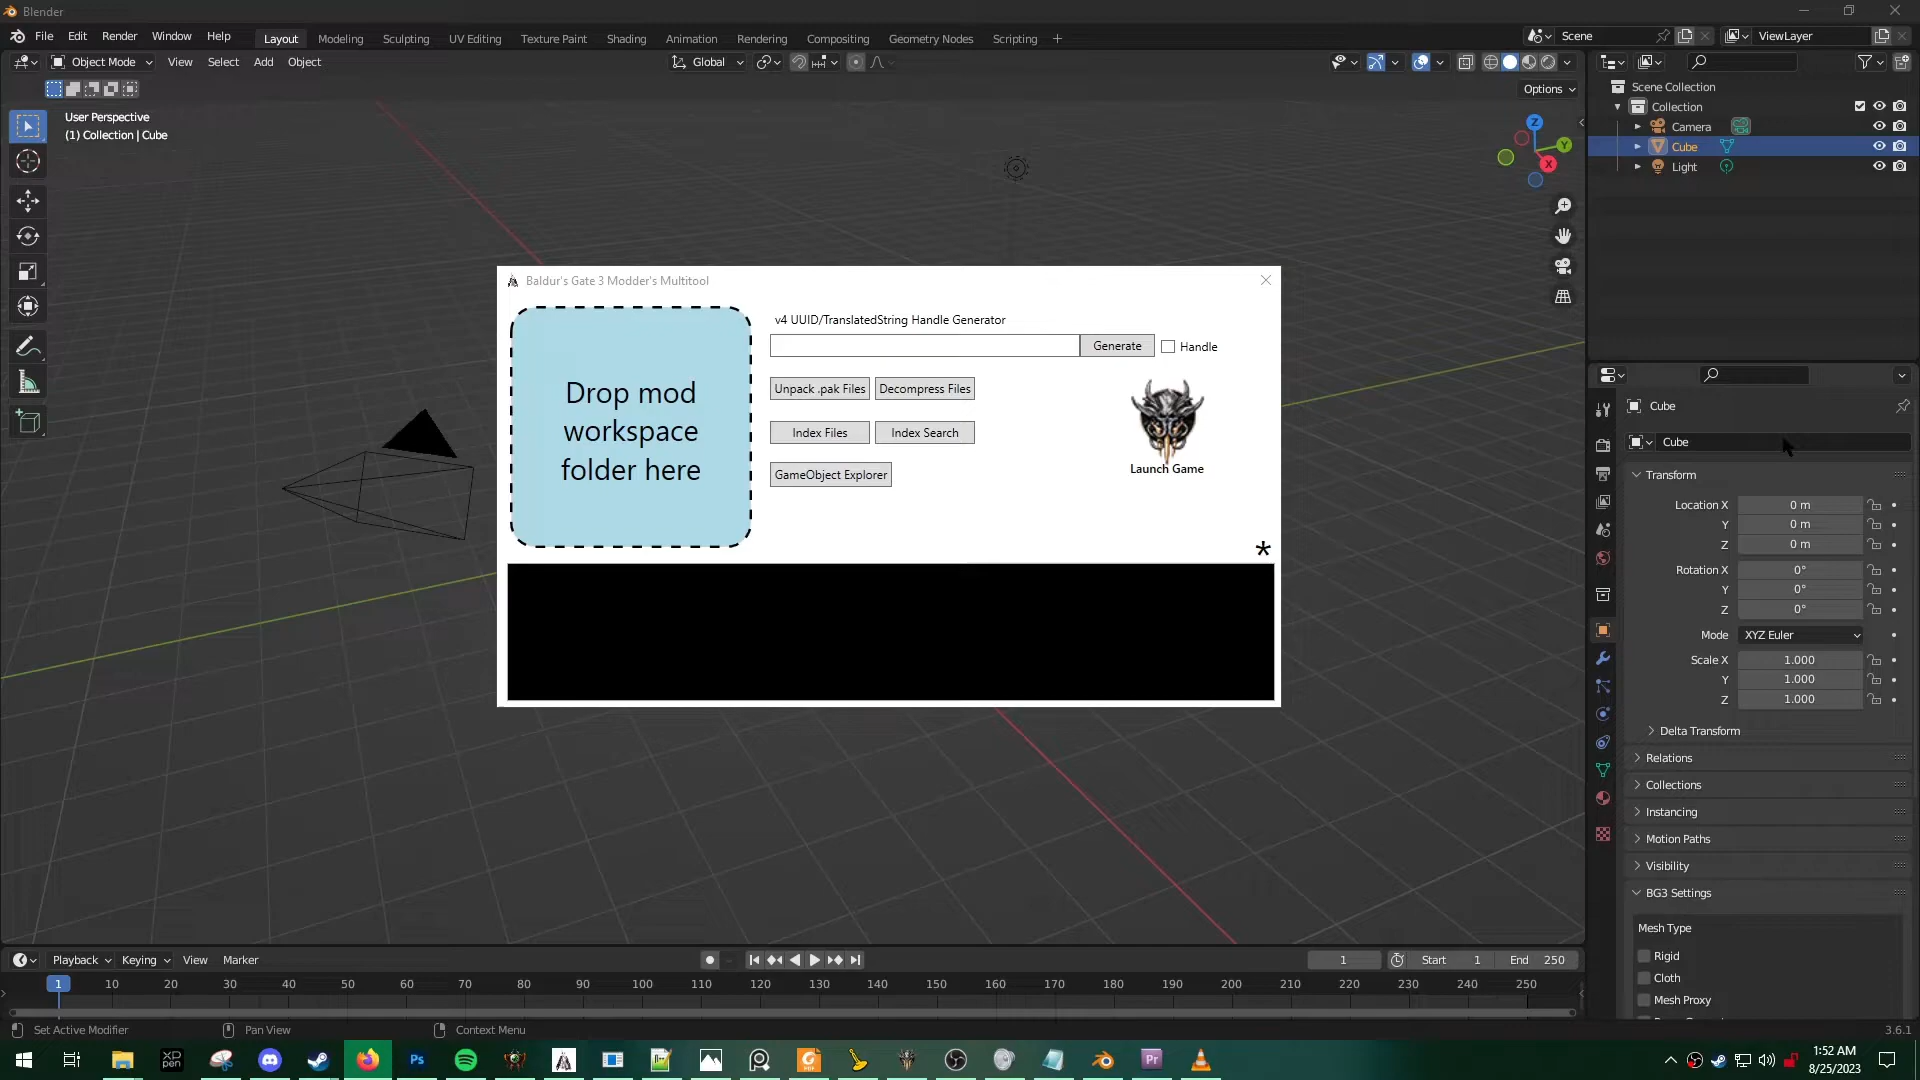 Blender
File Edit Render Window Help Layout Modeling Sculpting UV Editing Texture Paint Shading Animation Rendering Compositing Geometry Nodes Scripting + Scene ViewLayer
Object Mode View Select Add Object Global
Options
User Perspective
(1) Collection | Cube
Z
Y
X
Scene Collection
Collection
Camera
Cube
Light
Baldur's Gate 3 Modder's Multitool
Drop mod
workspace
folder here
v4 UUID/TranslatedString Handle Generator
Generate Handle
Unpack .pak Files Decompress Files
Index Files Index Search
GameObject Explorer
Launch Game
*
Cube
Cube
Transform
Location X 0 m
Y 0 m
Z 0 m
Rotation X 0°
Y 0°
Z 0°
Mode XYZ Euler
Scale X 1.000
Y 1.000
Z 1.000
Delta Transform
Relations
Collections
Instancing
Motion Paths
Visibility
BG3 Settings
Mesh Type
Rigid
Cloth
Mesh Proxy
Playback Keying View Marker 1 Start 1 End 250
1 10 20 30 40 50 60 70 80 90 100 110 120 130 140 150 160 170 180 190 200 210 220 230 240 250
Set Active Modifier Pan View Context Menu 3.6.1
XP
pen
Ps
Pr
1:52 AM
8/25/2023